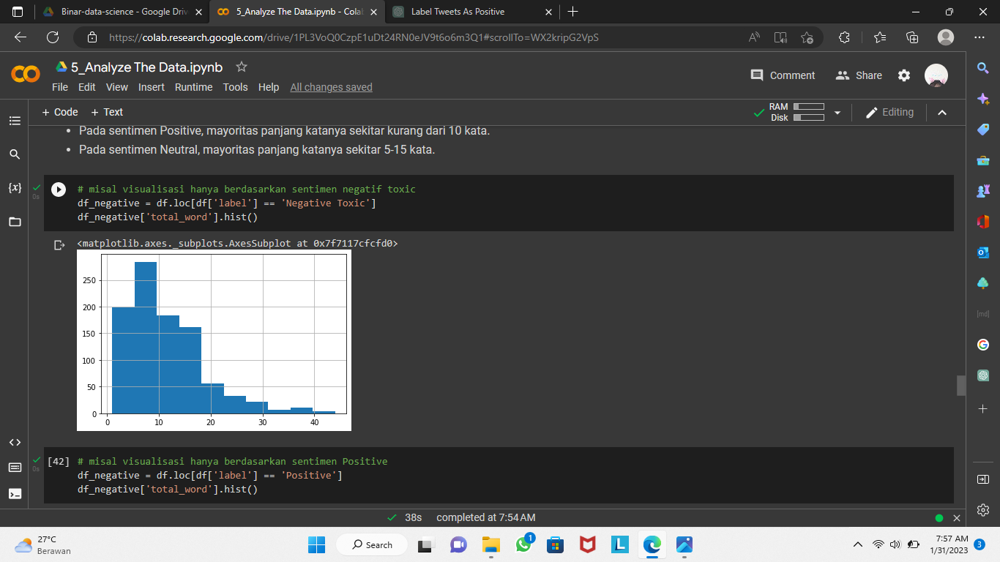 Binar-data-science - Google Driv
5_Analyze The Data.ipynb - Colab
Label Tweets As Positive
https://colab.research.google.com/drive/1PL3VoQ0CzpE1uDt24RN0eJV9t6o6m3Q1#scrollTo=WX2kripG2VpS
5_Analyze The Data.ipynb
File Edit View Insert Runtime Tools Help All changes saved
Comment Share
+ Code + Text
RAM
Disk
Editing
• Pada sentimen Positive, mayoritas panjang katanya sekitar kurang dari 10 kata.
• Pada sentimen Neutral, mayoritas panjang katanya sekitar 5-15 kata.
0s
# misal visualisasi hanya berdasarkan sentimen negatif toxic
df_negative = df.loc[df['label'] == 'Negative Toxic']
df_negative['total_word'].hist()
<matplotlib.axes._subplots.AxesSubplot at 0x7f7117cfcfd0>
250
200
150
100
50
0
0 10 20 30 40
0s
[42] # misal visualisasi hanya berdasarkan sentimen Positive
df_negative = df.loc[df['label'] == 'Positive']
df_negative['total_word'].hist()
38s completed at 7:54 AM
{x}
[md]
27°C
Berawan
Search
1
7:57 AM
1/31/2023
3